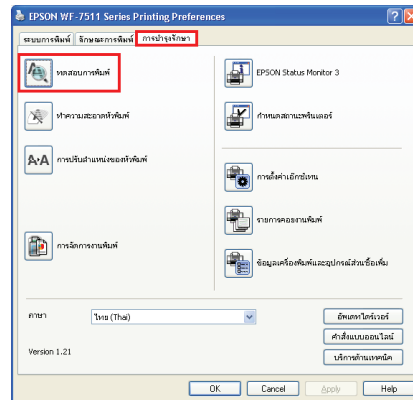 EPSON WF-7511 Series Printing Preferences
ระบบการพิมพ์ ลักษณะการพิมพ์ การบำรุงรักษา
ทดสอบการพิมพ์
EPSON Status Monitor 3
ทำความสะอาดหัวพิมพ์
กำหนดสถานะพรินเตอร์
การปรับตำแหน่งของหัวพิมพ์
การตั้งค่าเอ็กซ์เทน
รายการคอยงานพิมพ์
การจัดการงานพิมพ์
ข้อมูลเครื่องพิมพ์และอุปกรณ์ส่วนซื้อเพิ่ม
ภาษา
ไทย (Thai)
อัพเดทไดร์เวอร์
คำสั่งแบบออนไลน์
Version 1.21
บริการด้านเทคนิค
OK Cancel Apply Help